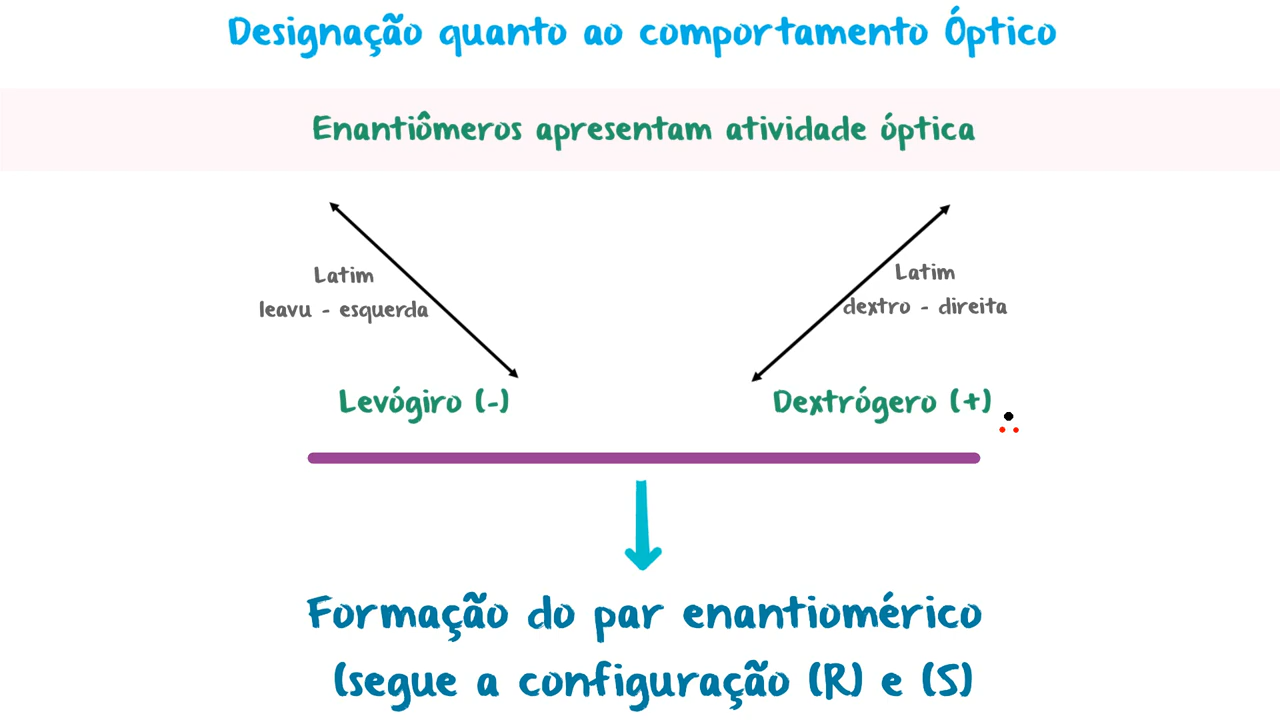 Designação quanto ao comportamento Óptico
Enantiômeros apresentam atividade óptica
Latim
leavu - esquerda
Latim
dextro - direita
Levógiro (-)
Dextrógero (+)
Formação do par enantiomérico
(segue a configuração (R) e (S)